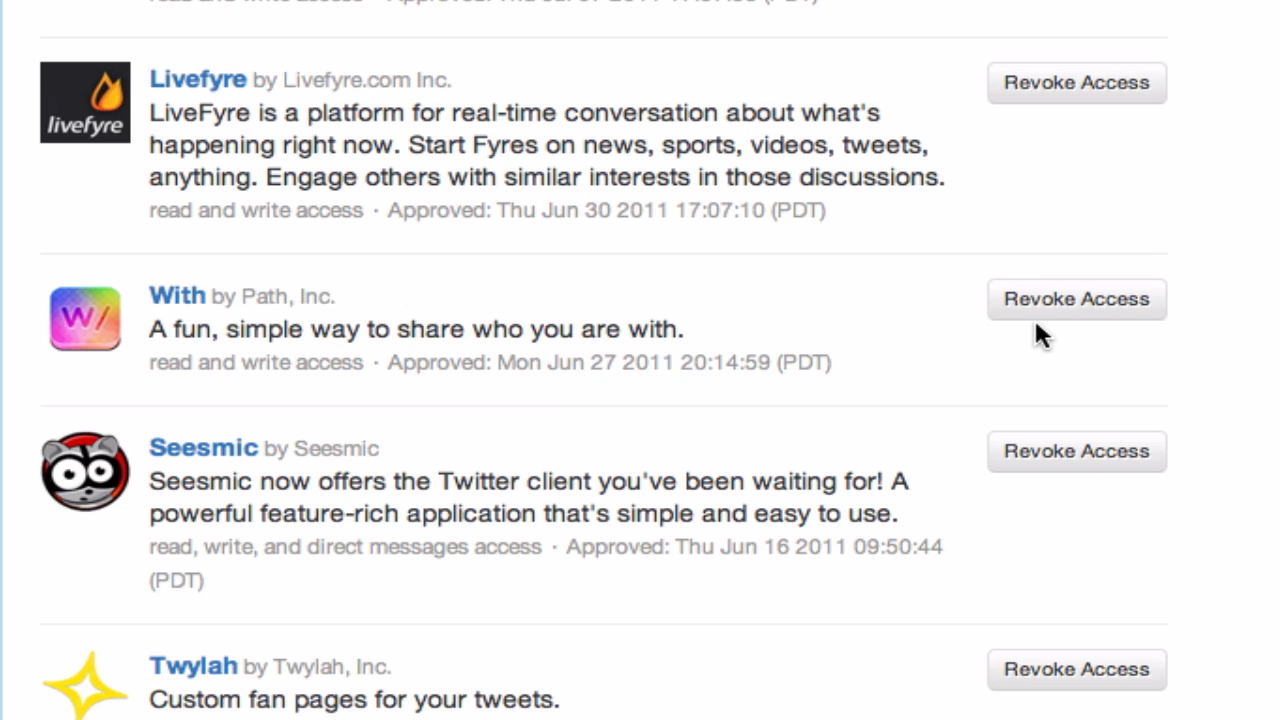 Livefyre by Livefyre.com Inc.
Revoke Access
livefyre
LiveFyre is a platform for real-time conversation about what's
happening right now. Start Fyres on news, sports, videos, tweets,
anything. Engage others with similar interests in those discussions.
read and write access · Approved: Thu Jun 30 2011 17:07:10 (PDT)
With by Path, Inc.
Revoke Access
W/
A fun, simple way to share who you are with.
read and write access · Approved: Mon Jun 27 2011 20:14:59 (PDT)
Seesmic by Seesmic
Revoke Access
Seesmic now offers the Twitter client you've been waiting for! A
powerful feature-rich application that's simple and easy to use.
read, write, and direct messages access · Approved: Thu Jun 16 2011 09:50:44
(PDT)
Twylah by Twylah, Inc.
Revoke Access
Custom fan pages for your tweets.